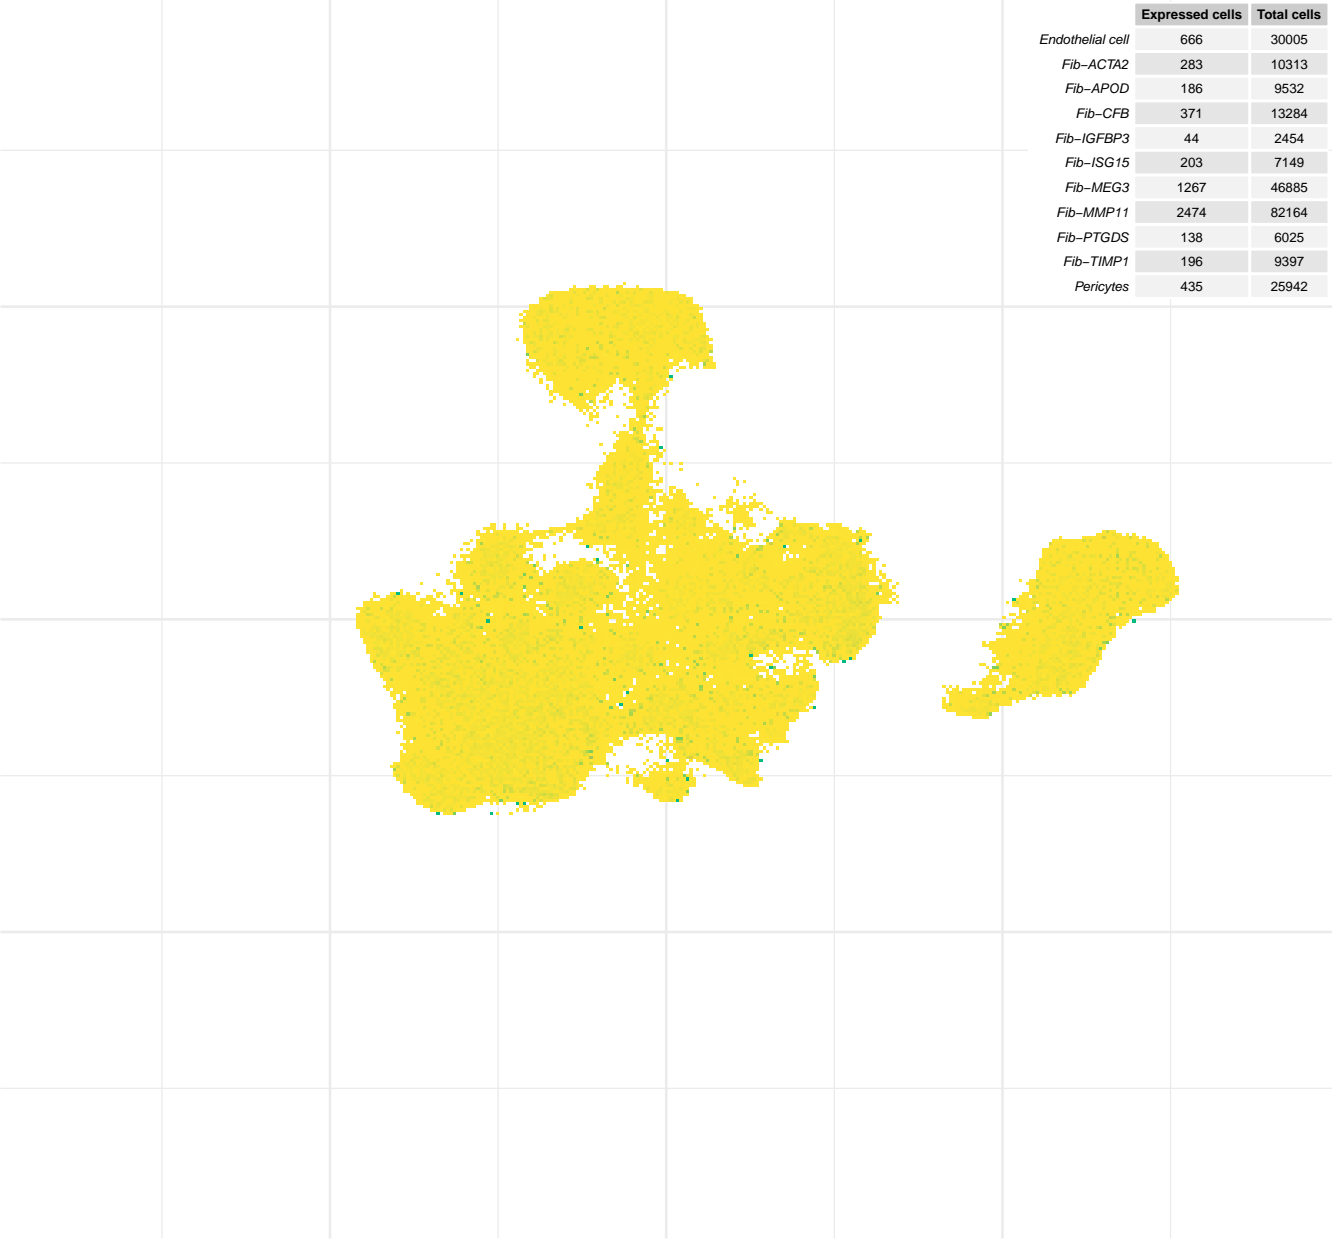 Expressed cells Total cells
Endothelial cell 666 30005
Fib−ACTA2 283 10313
Fib−APOD 186 9532
Fib−CFB 371 13284
Fib−IGFBP3 44 2454
Fib−ISG15 203 7149
Fib−MEG3 1267 46885
Fib−MMP11 2474 82164
Fib−PTGDS 138 6025
Fib−TIMP1 196 9397
Pericytes 435 25942